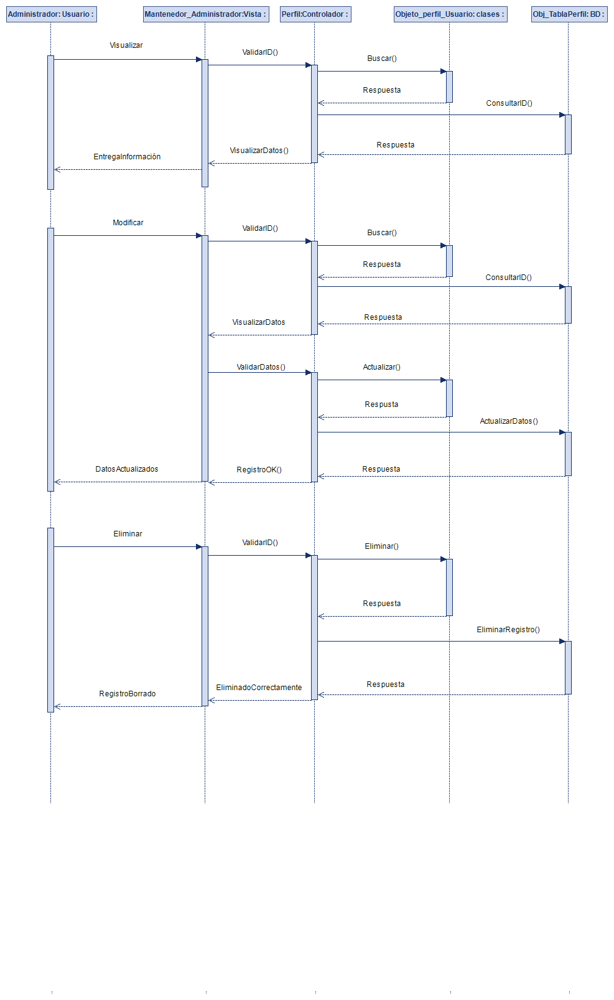 Administrador: Usuario :
Mantenedor_Administrador:Vista :
Perfil:Controlador :
Objeto_perfil_Usuario: clases :
Obj_TablaPerfil: BD :
Visualizar
ValidarID()
Buscar()
Respuesta
ConsultarID()
Respuesta
VisualizarDatos()
EntregaInformación
Modificar
ValidarID()
Buscar()
Respuesta
ConsultarID()
Respuesta
VisualizarDatos
ValidarDatos()
Actualizar()
Respusta
ActualizarDatos()
Respuesta
RegistroOK()
DatosActualizados
Eliminar
ValidarID()
Eliminar()
Respuesta
EliminarRegistro()
Respuesta
EliminadoCorrectamente
RegistroBorrado